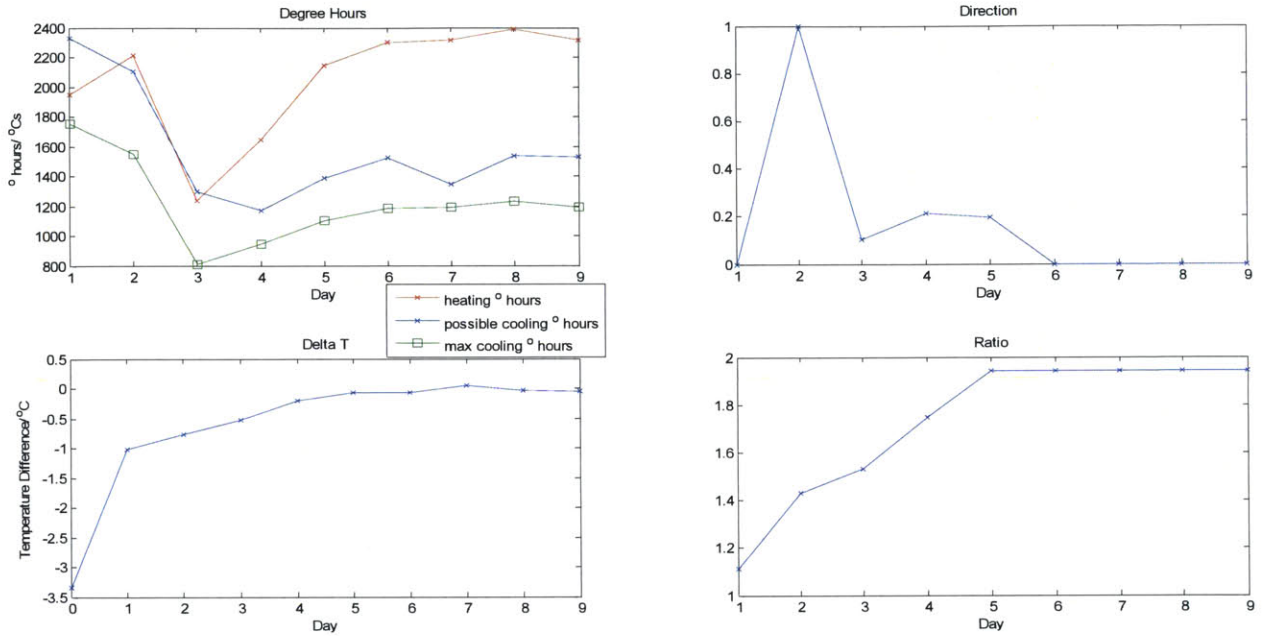 Degree Hours
2400
2200
2000
1800
1600
1400
1200
1000
800
° hours/ °Cs
1 2 3 4 5 6 7 8 9
Day
heating ° hours
possible cooling ° hours
max cooling ° hours
Direction
1
0.8
0.6
0.4
0.2
0
1 2 3 4 5 6 7 8 9
Day
Delta T
0.5
0
-0.5
-1
-1.5
-2
-2.5
-3
-3.5
Temperature Difference/°C
0 1 2 3 4 5 6 7 8 9
Day
Ratio
2
1.8
1.6
1.4
1.2
1
1 2 3 4 5 6 7 8 9
Day